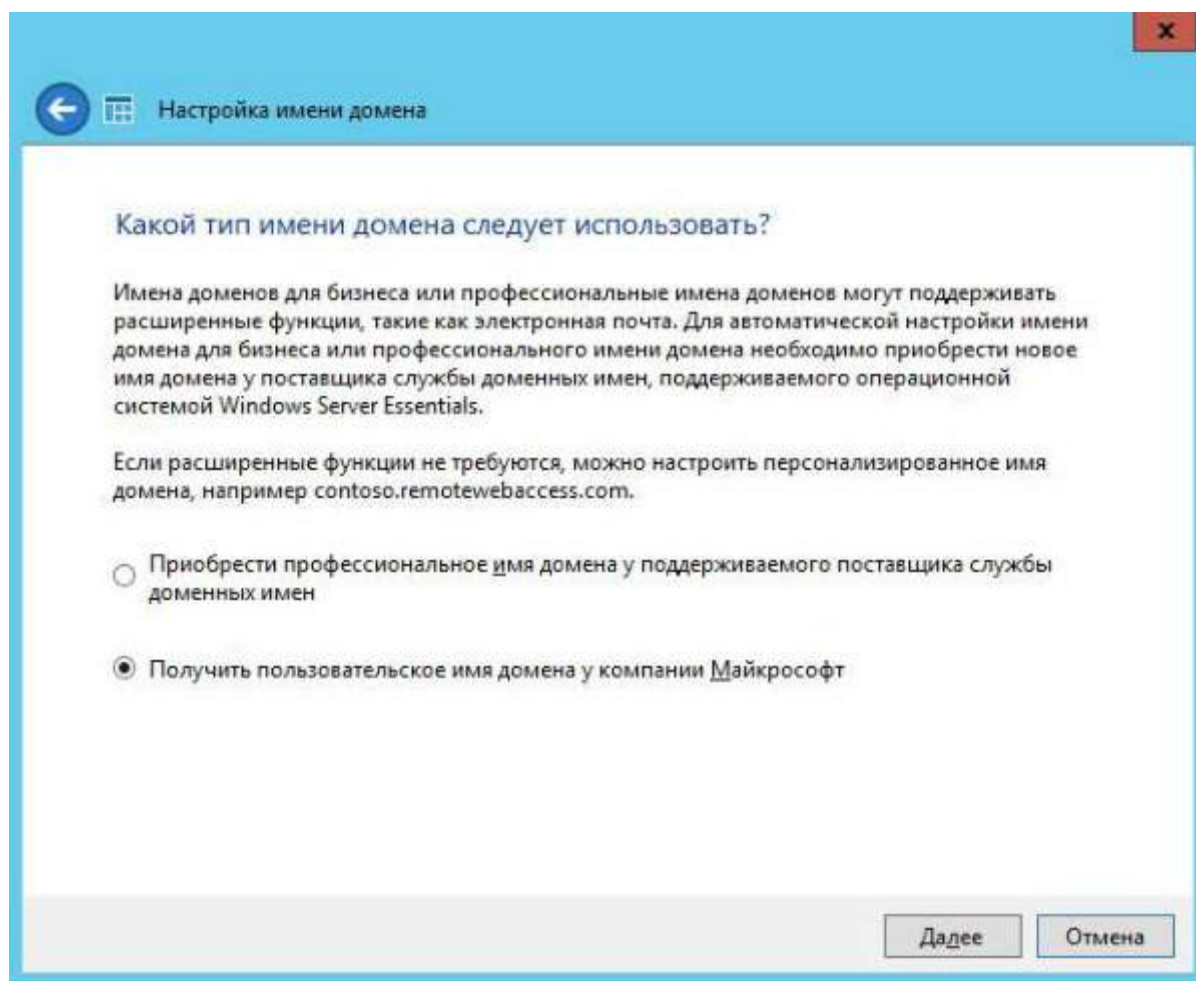 Настройка имени домена
Какой тип имени домена следует использовать?
Имена доменов для бизнеса или профессиональные имена доменов могут поддерживать
расширенные функции, такие как электронная почта. Для автоматической настройки имени
домена для бизнеса или профессионального имени домена необходимо приобрести новое
имя домена у поставщика службы доменных имен, поддерживаемого операционной
системой Windows Server Essentials.
Если расширенные функции не требуются, можно настроить персонализированное имя
домена, например contoso.remotewebaccess.com.
Приобрести профессиональное имя домена у поддерживаемого поставщика службы
доменных имен
Получить пользовательское имя домена у компании Майкрософт
Далее
Отмена